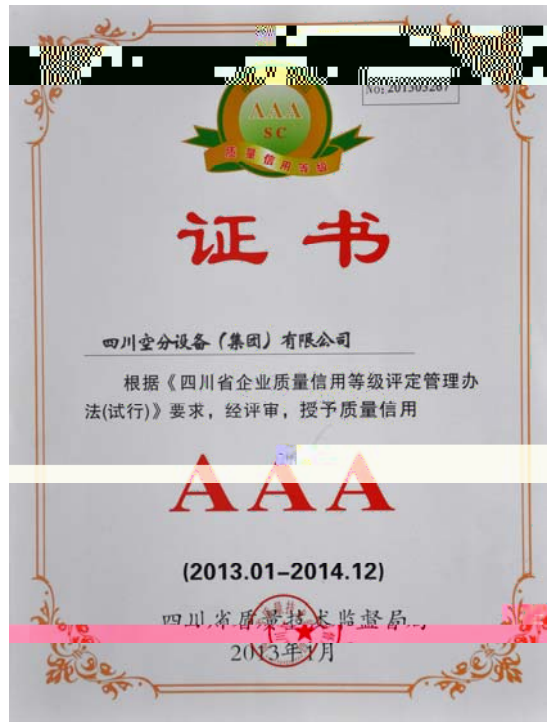 No: 201303267
AAA
SC
质量信用等级
证书
四川空分设备（集团）有限公司
根据《四川省企业质量信用等级评定管理办
法(试行)》要求，经评审，授予质量信用
AAA
(2013.01–2014.12)
四川省质量技术监督局
2013年1月